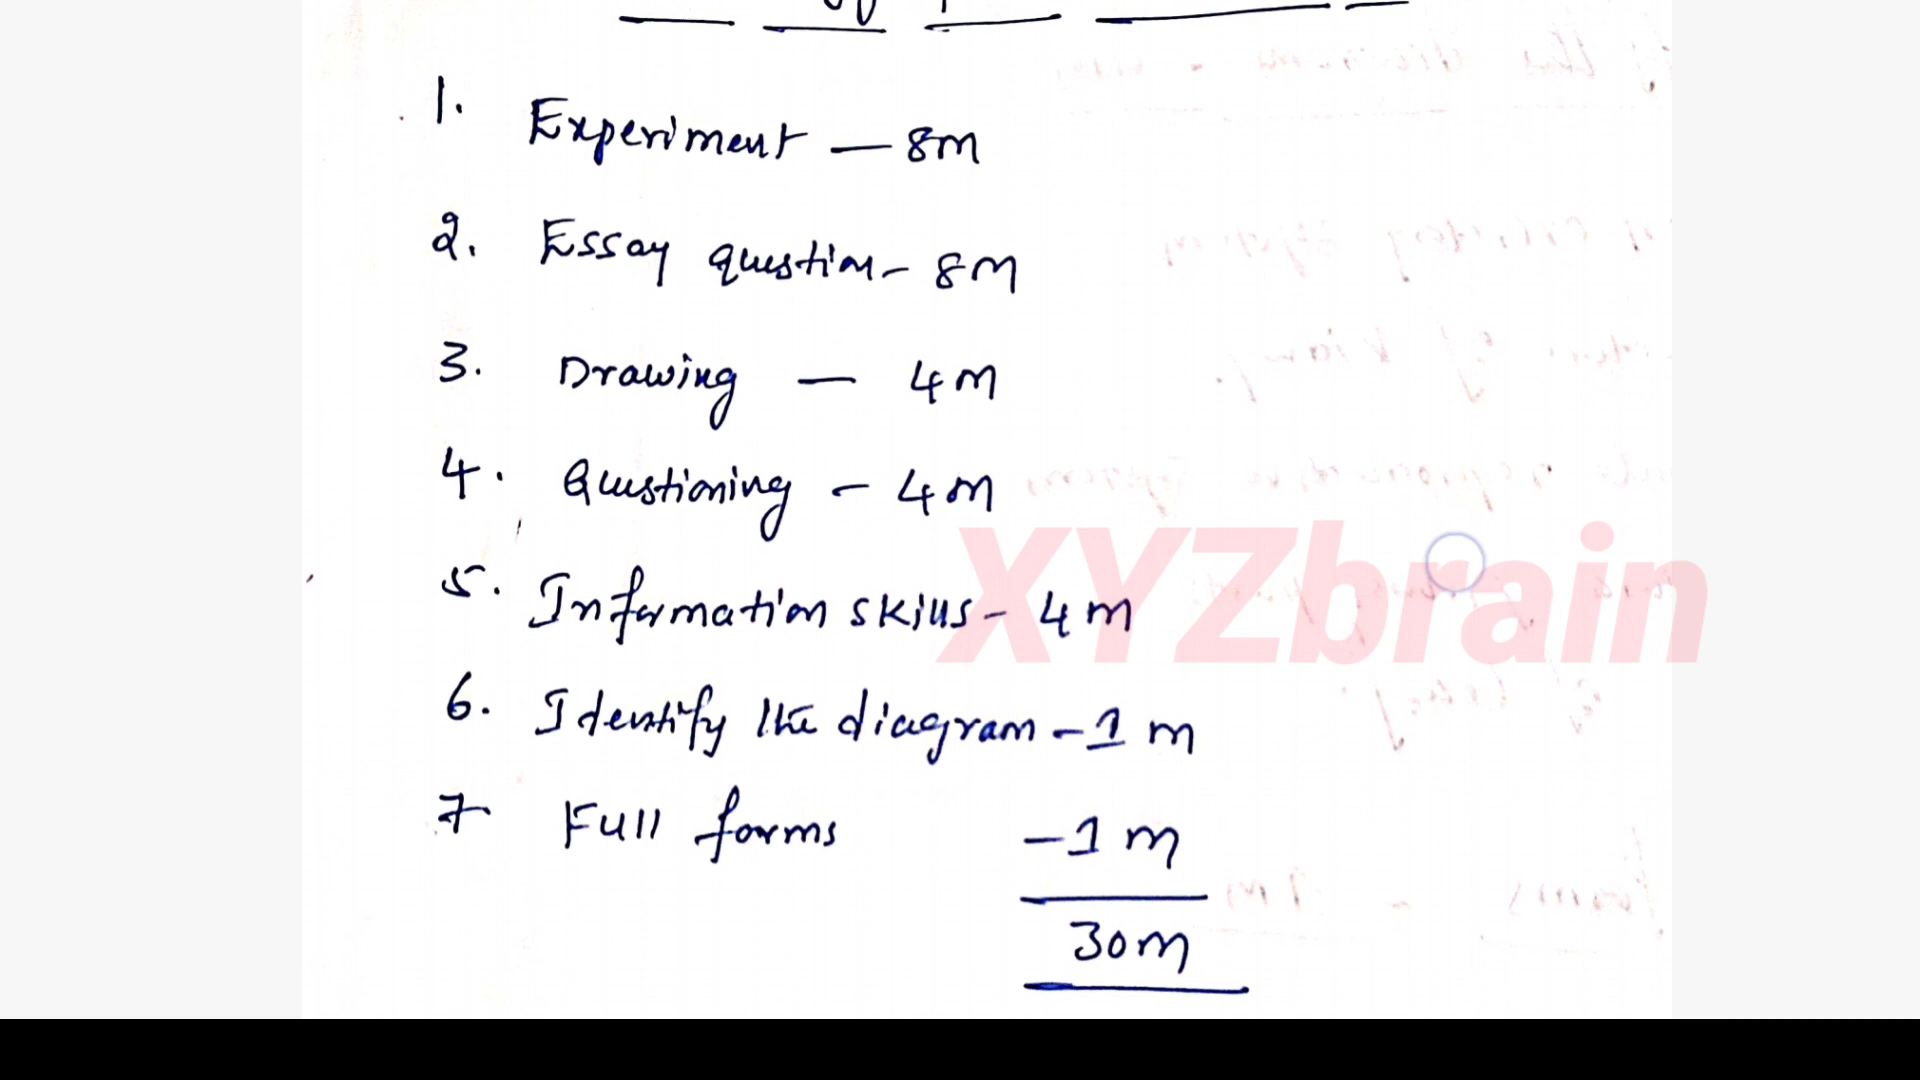 1. Experiment — 8m
2. Essay question - 8m
3. Drawing — 4m
4. Questioning - 4m
5. Information skills - 4m
6. Identify the diagram - 1 m
7 Full forms - 1 m
30m
XYZbrain